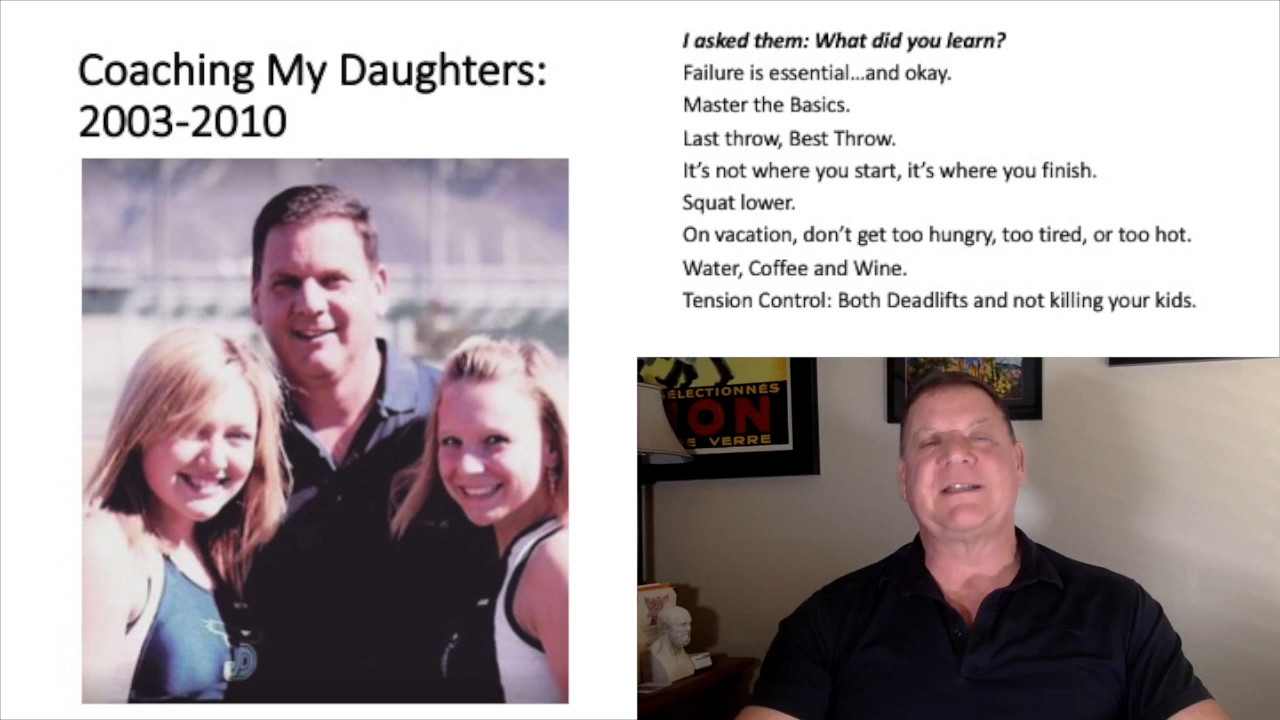 Coaching My Daughters:
2003-2010
I asked them: What did you learn?
Failure is essential…and okay.
Master the Basics.
Last throw, Best Throw.
It’s not where you start, it’s where you finish.
Squat lower.
On vacation, don’t get too hungry, too tired, or too hot.
Water, Coffee and Wine.
Tension Control: Both Deadlifts and not killing your kids.
SÉLECTIONNÉS
VERRE